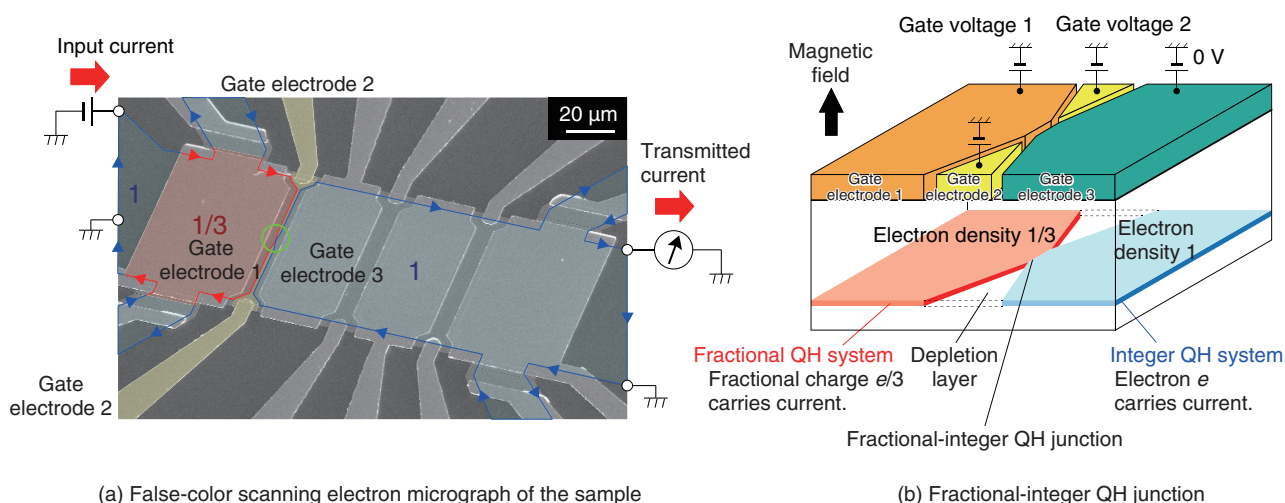 Input current
Gate electrode 2
20 μm
1
1/3
Gate
electrode 1
Gate
electrode 3
1
Transmitted
current
Gate
electrode 2
(a) False-color scanning electron micrograph of the sample
Gate voltage 1
Gate voltage 2
0 V
Magnetic
field
Gate
electrode 1
Gate
electrode 2
Gate
electrode 3
Electron density 1/3
Electron
density 1
Fractional QH system
Fractional charge e/3
carries current.
Depletion
layer
Integer QH system
Electron e
carries current.
Fractional-integer QH junction
(b) Fractional-integer QH junction